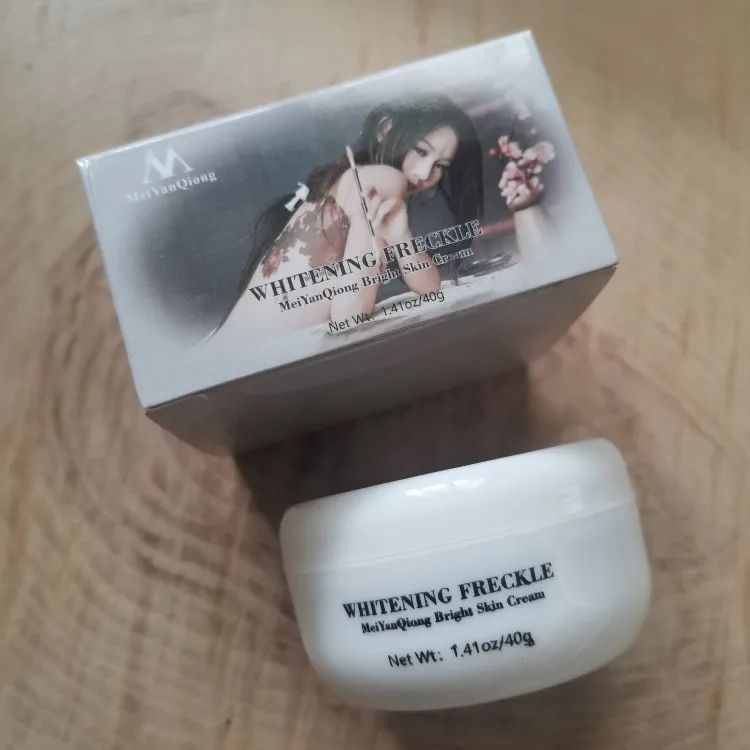 MeiYanQiong
WHITENING FRECKLE
MeiYanQiong Bright Skin Cream
Net Wt: 1.41oz/40g
WHITENING FRECKLE
MeiYanQiong Bright Skin Cream
Net Wt: 1.41oz/40g